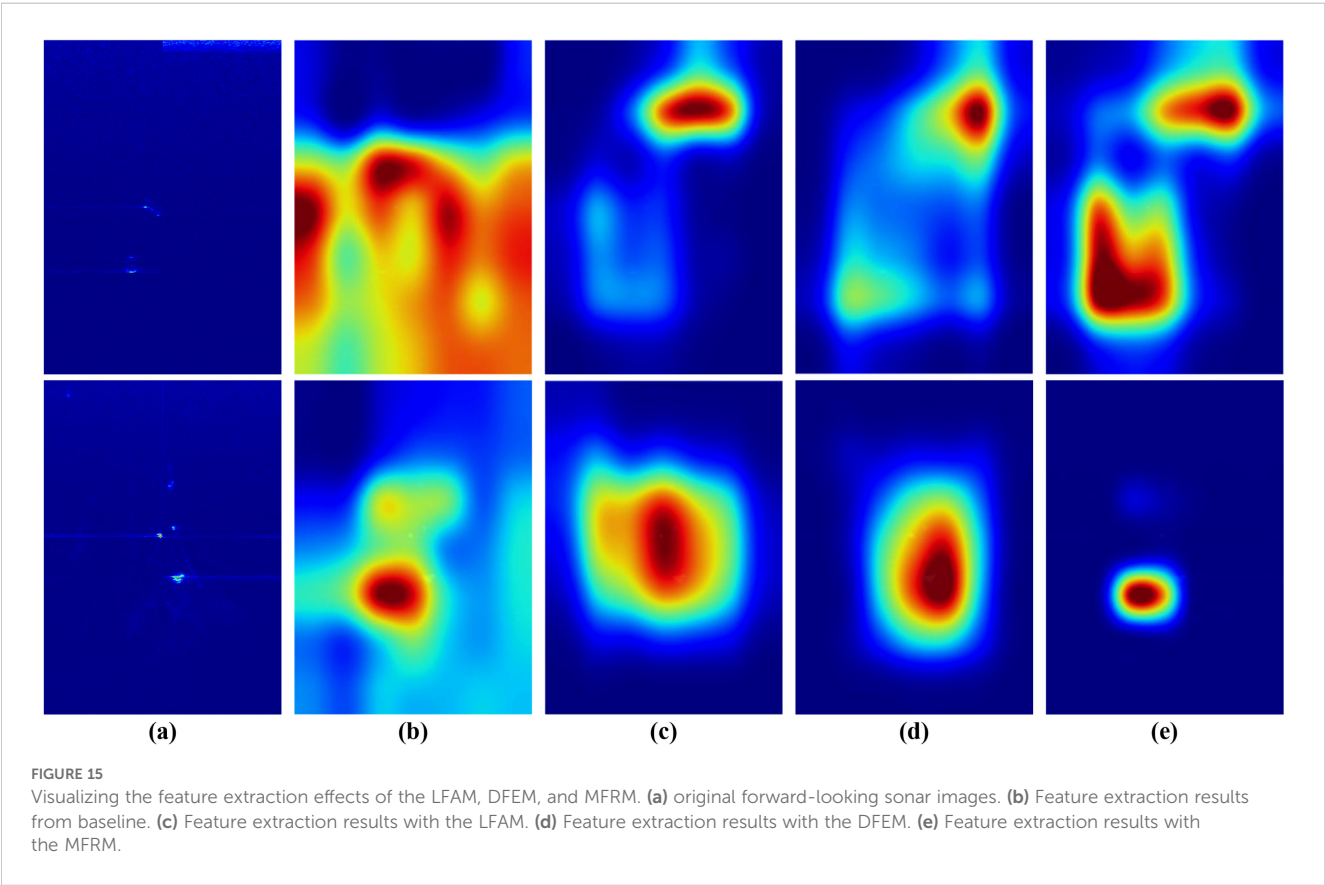 (a) (b) (c) (d) (e)
FIGURE 15
Visualizing the feature extraction effects of the LFAM, DFEM, and MFRM. (a) original forward-looking sonar images. (b) Feature extraction results
from baseline. (c) Feature extraction results with the LFAM. (d) Feature extraction results with the DFEM. (e) Feature extraction results with
the MFRM.